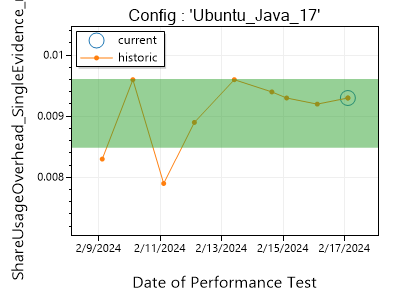 Config : 'Ubuntu_Java_17'
ShareUsageOverhead_SingleEvidence_
current
historic
0.01
0.009
0.008
2/9/2024
2/11/2024
2/13/2024
2/15/2024
2/17/2024
Date of Performance Test